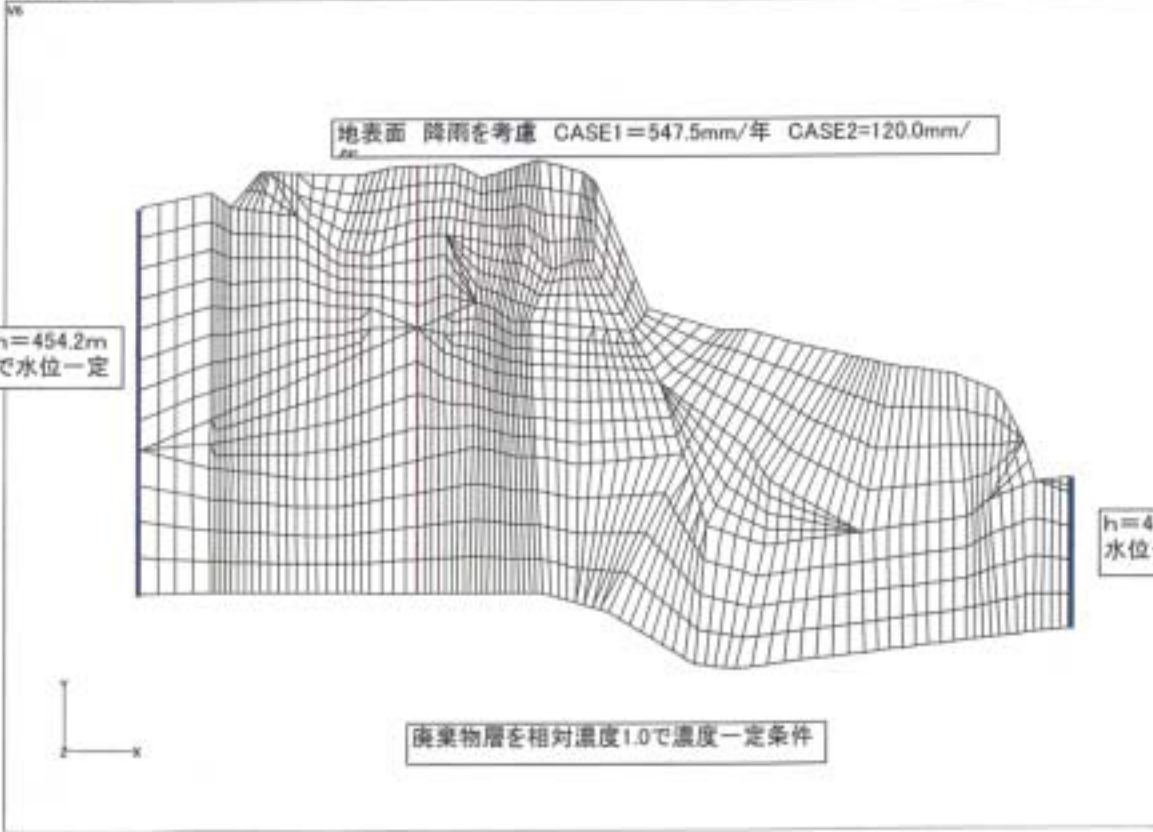 V6
地表面 降雨を考慮 CASE1=547.5mm/年 CASE2=120.0mm/
年
h=454.2m
で水位一定
h=4
水位
Y
Z
X
廃棄物層を相対濃度1.0で濃度一定条件